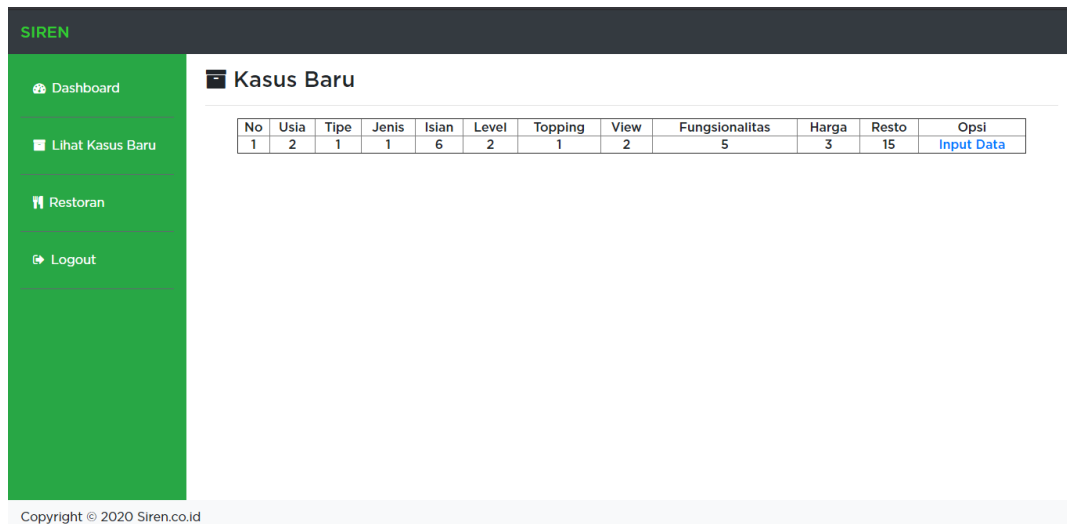 SIREN
Dashboard
Lihat Kasus Baru
Restoran
Logout
Kasus Baru
No Usia Tipe Jenis Isian Level Topping View Fungsionalitas Harga Resto Opsi
1 2 1 1 6 2 1 2 5 3 15 Input Data
Copyright © 2020 Siren.co.id